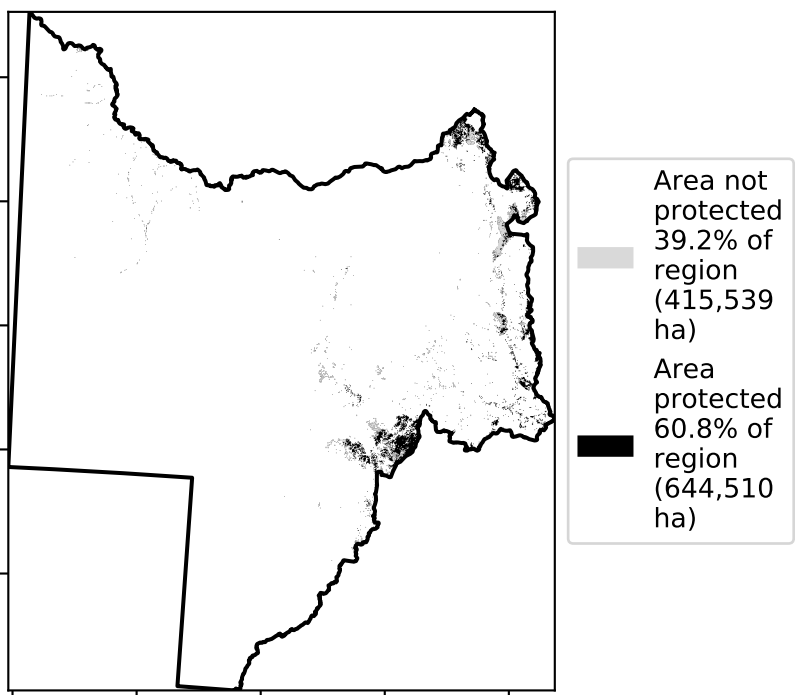 Area not
protected
39.2% of
region
(415,539
ha)
Area
protected
60.8% of
region
(644,510
ha)